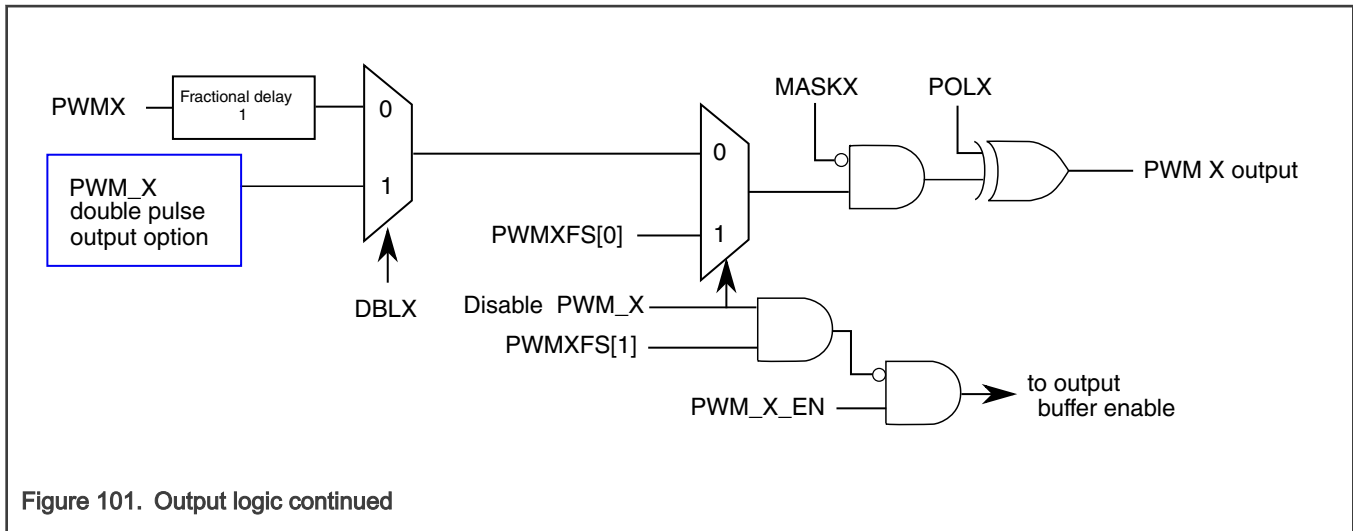 MASKX
POLX
PWMX
Fractional delay
1
0
1
PWM_X
double pulse
output option
DBLX
0
1
PWMXFS[0]
PWM X output
Disable PWM_X
PWMXFS[1]
PWM_X_EN
to output
buffer enable
Figure 101. Output logic continued